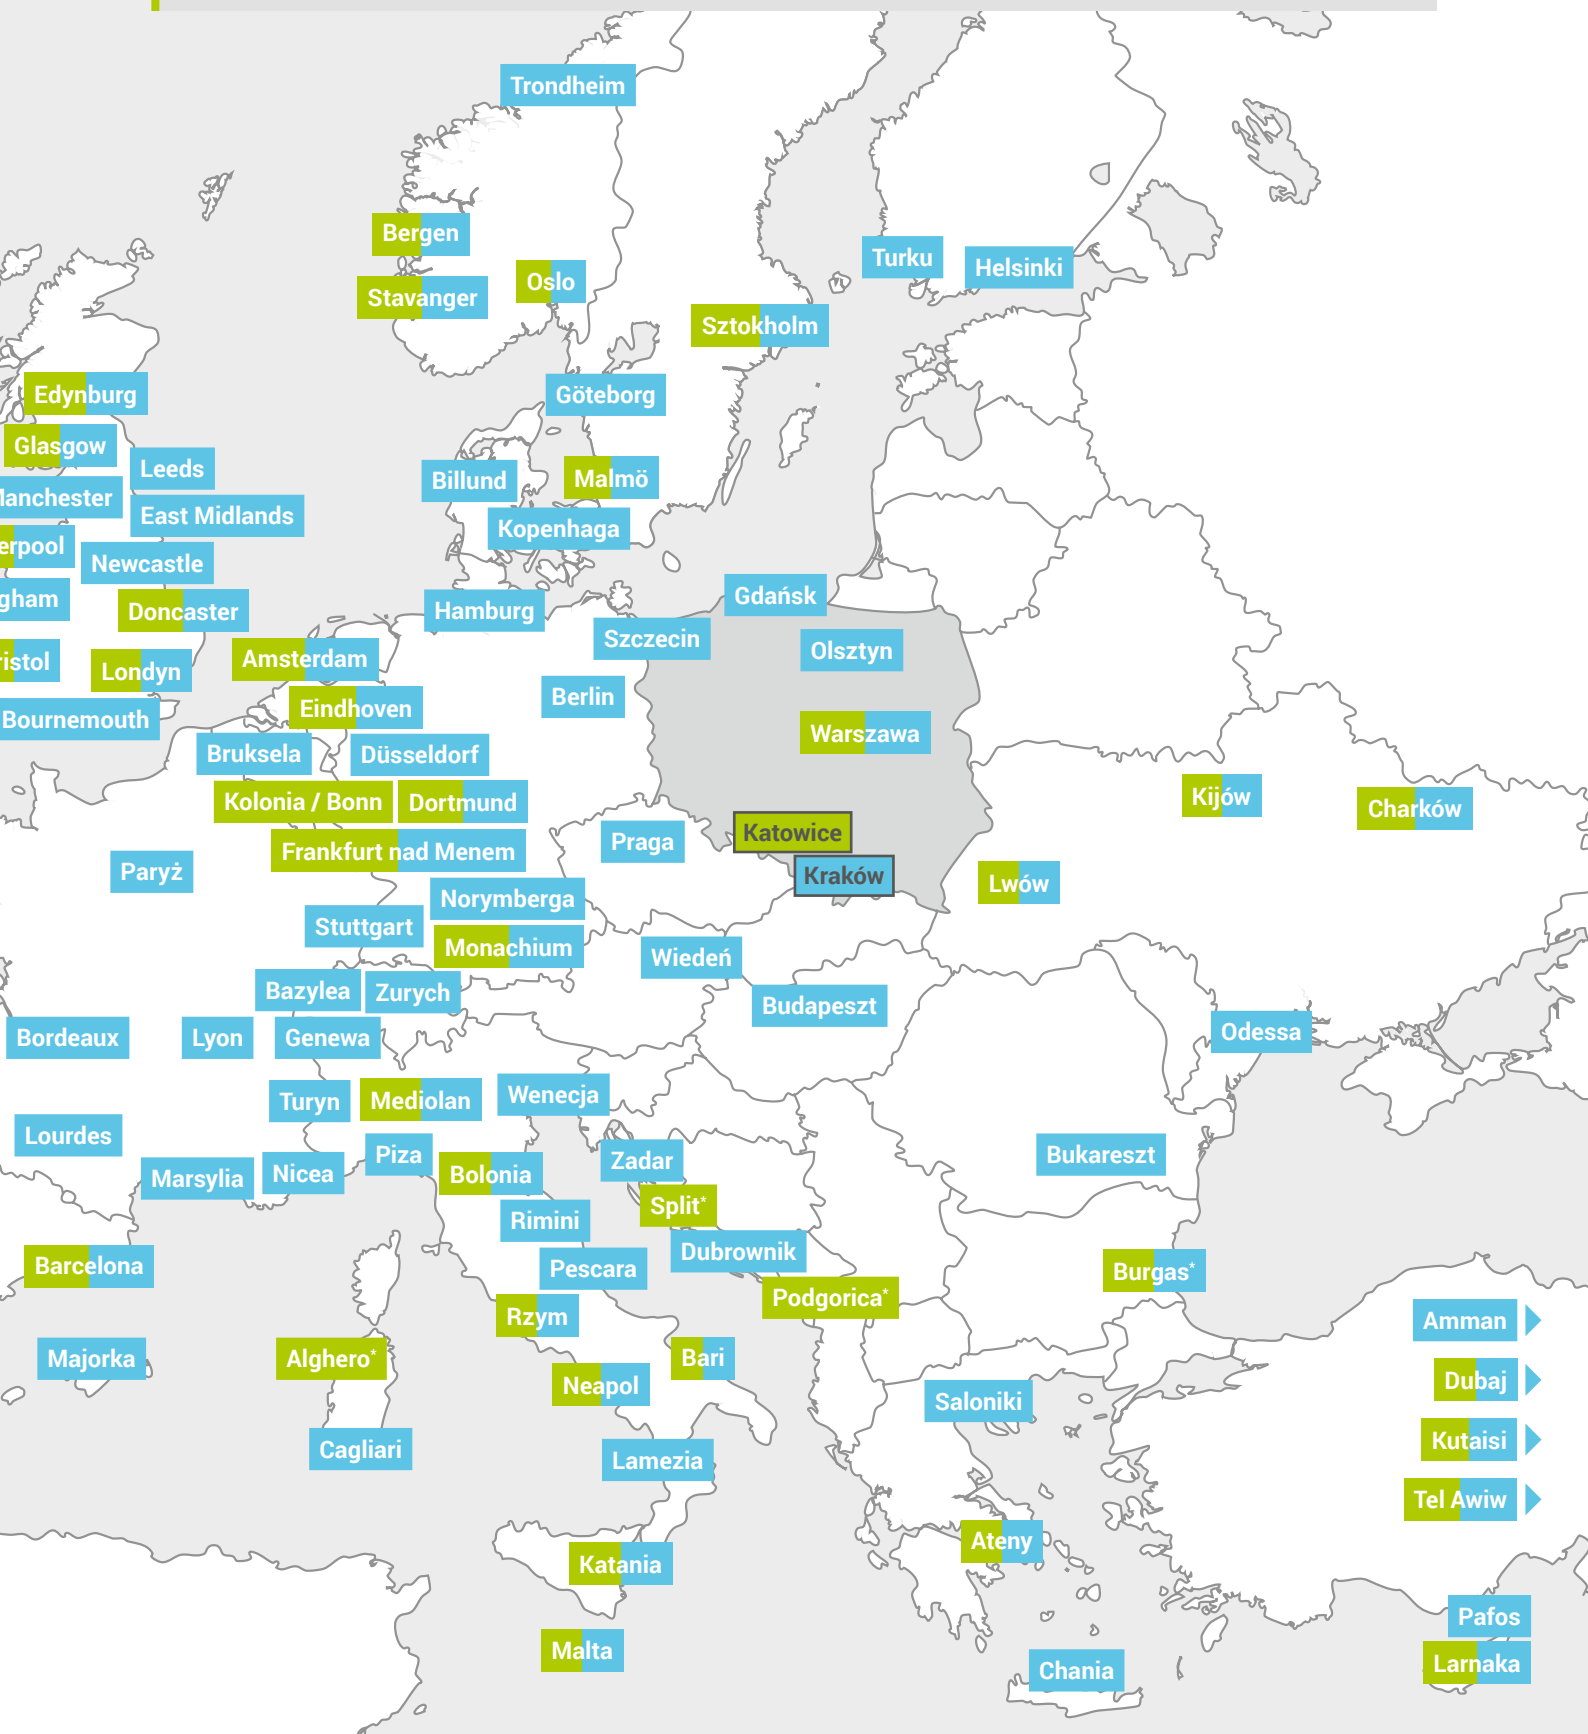 Trondheim
Bergen
Stavanger
Oslo
Turku
Helsinki
Sztokholm
Edynburg
Göteborg
Glasgow
Leeds
Billund
Malmö
Manchester
East Midlands
Kopenhaga
erpool
Newcastle
gham
Doncaster
Hamburg
Gdańsk
Szczecin
Olsztyn
ristol
Londyn
Amsterdam
Berlin
Eindhoven
Bournemouth
Warszawa
Bruksela
Düsseldorf
Kolonia / Bonn
Dortmund
Kijów
Charków
Katowice
Frankfurt nad Menem
Praga
Paryż
Kraków
Lwów
Norymberga
Stuttgart
Monachium
Wiedeń
Bazylea
Zurych
Budapeszt
Bordeaux
Lyon
Genewa
Odessa
Turyn
Mediolan
Wenecja
Lourdes
Piza
Zadar
Bukareszt
Marsylia
Nicea
Bolonia
Split*
Rimini
Dubrownik
Barcelona
Pescara
Burgas*
Podgorica*
Rzym
Amman
Majorka
Alghero*
Bari
Neapol
Dubaj
Saloniki
Cagliari
Lamezia
Kutaisi
Tel Awiw
Ateny
Katania
Pafos
Malta
Chania
Larnaka